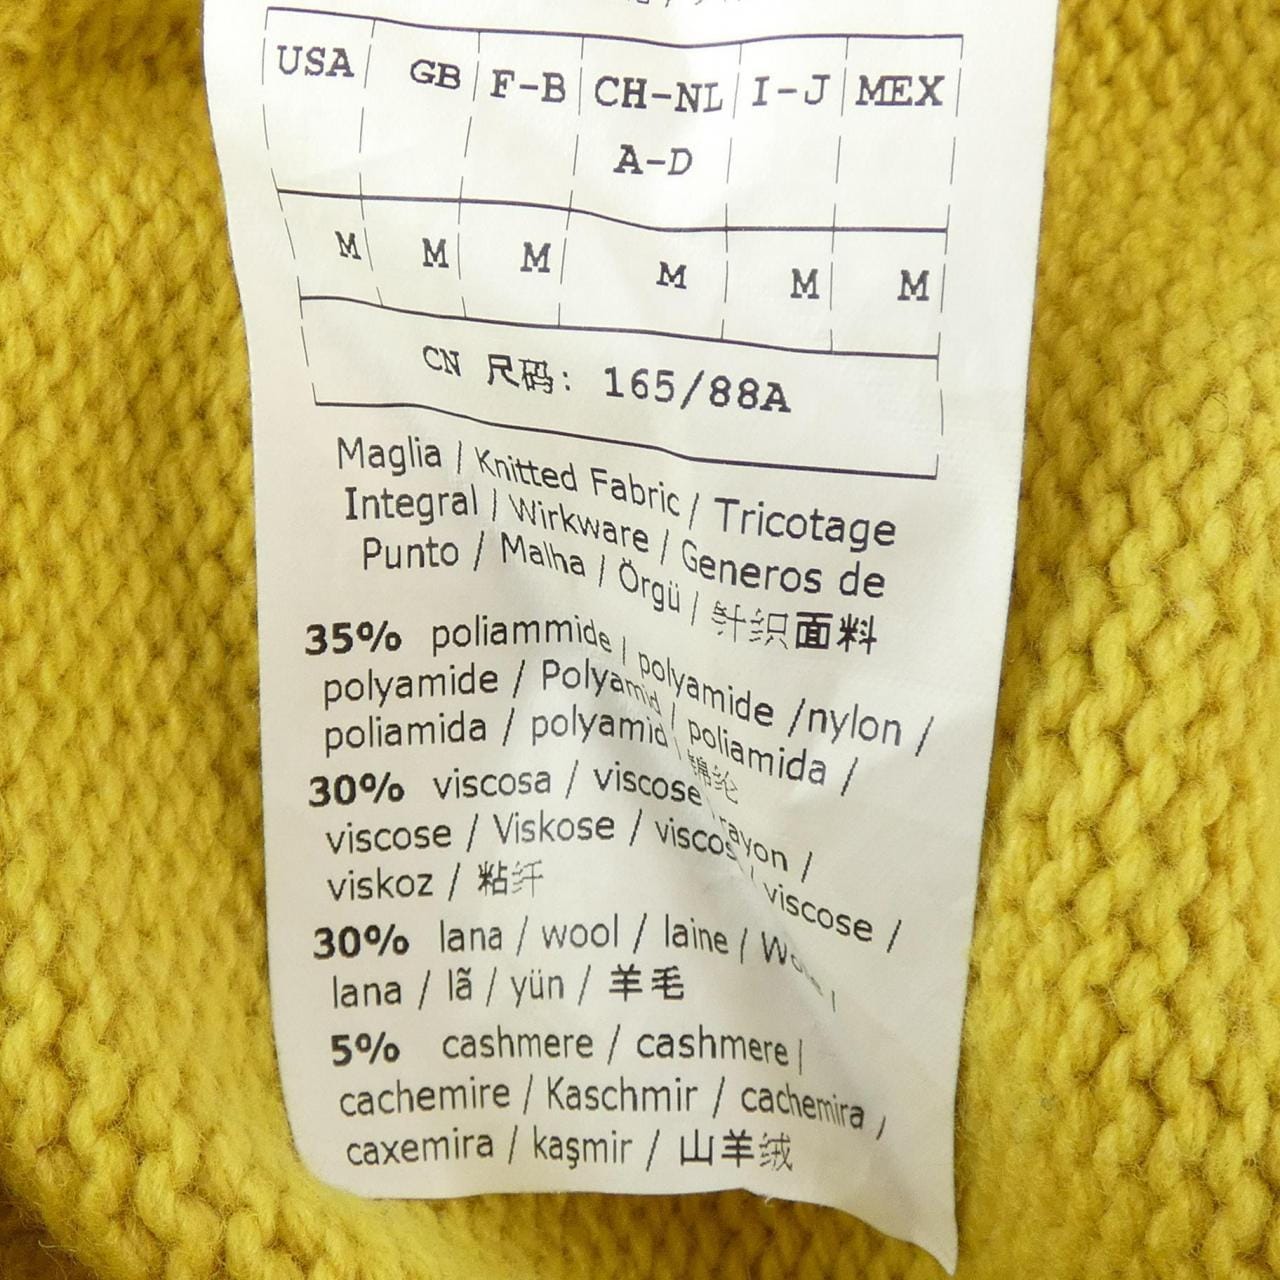 USA GB F-B CH-NL I-J MEX
A-D
M M M M M M
CN 尺码: 165/88A
Maglia / Knitted Fabric / Tricotage
Integral / Wirkware / Generos de
Punto / Malha / Örgü / 针织面料
35% poliammide / polyamide /nylon /
polyamide / Polyamid / poliamida /
poliamida / polyamid \ 锦纶
30% viscosa / viscose / rayon /
viscose / Viskose / viscosa / viscose /
viskoz / 粘纤
30% lana / wool / laine / Wolle /
lana / lã / yün / 羊毛
5% cashmere / cashmere /
cachemire / Kaschmir / cachemira /
caxemira / kaşmir / 山羊绒